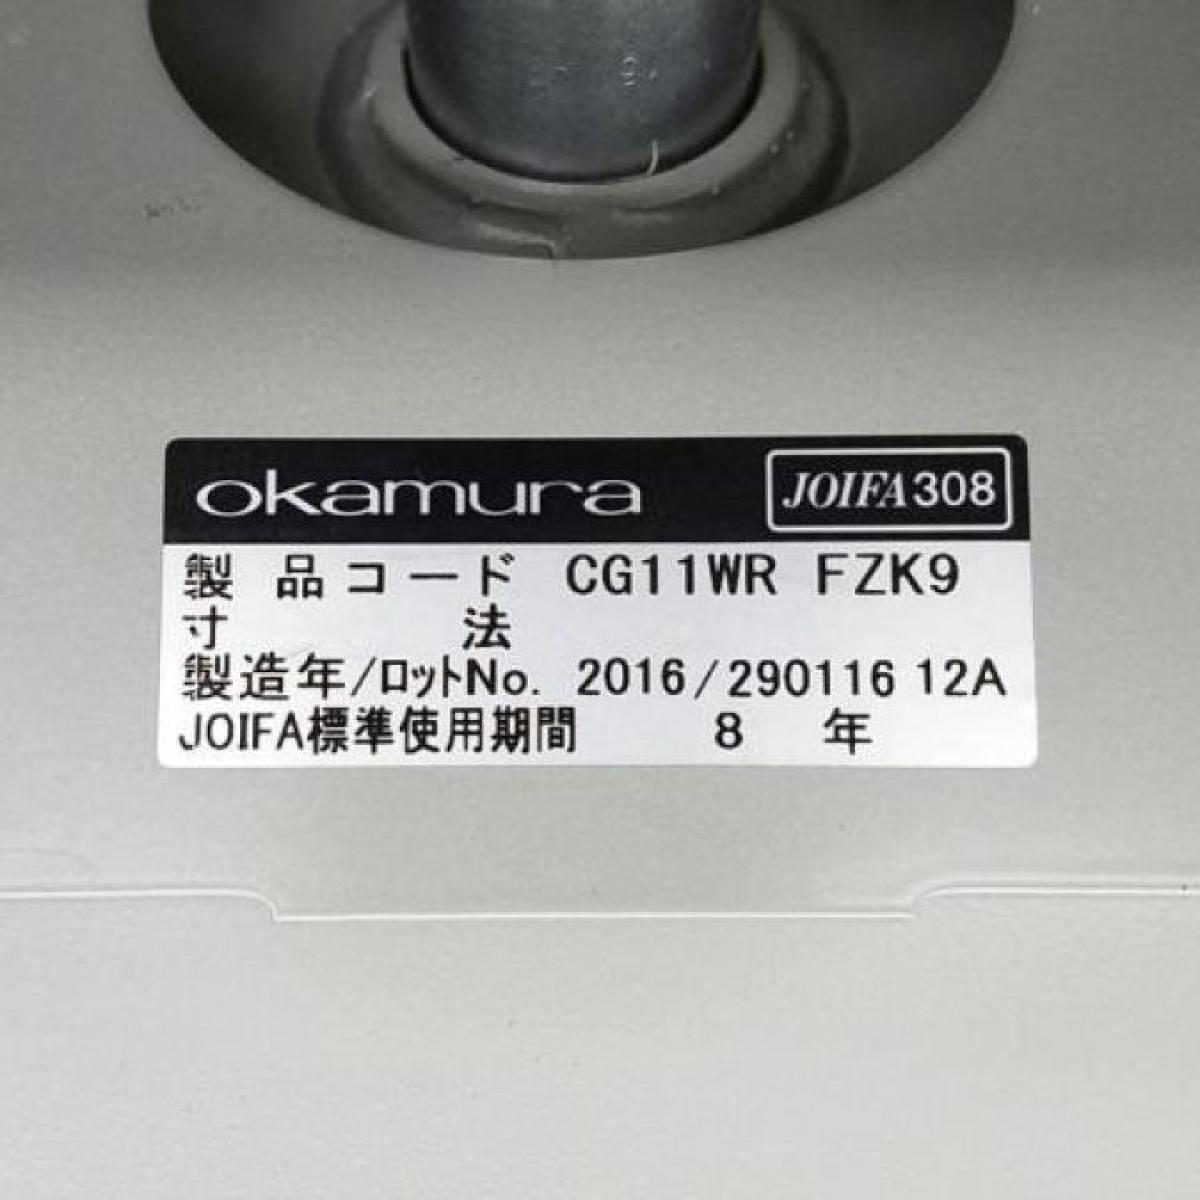 okamura JOIFA308
製品コード CG11WR FZK9
寸法
製造年/ロットNo. 2016/290116 12A
JOIFA標準使用期間 8 年